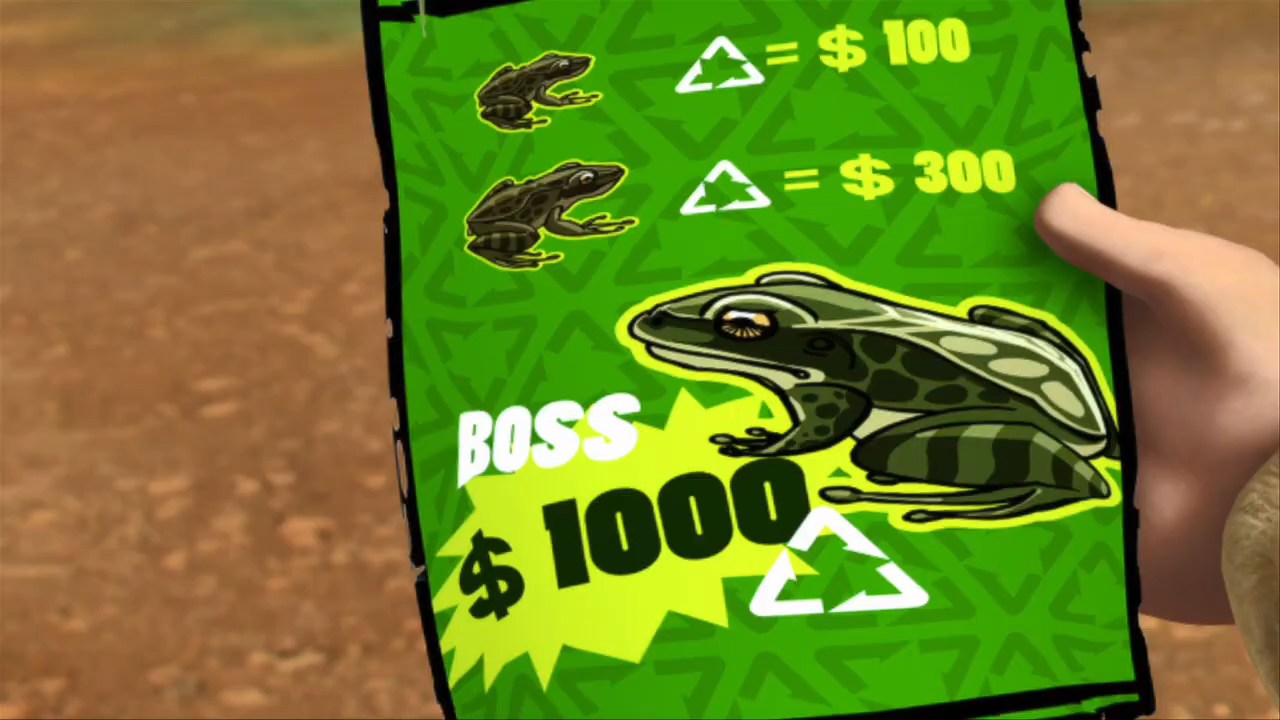 = $ 100
= $ 300
BOSS
$ 1000